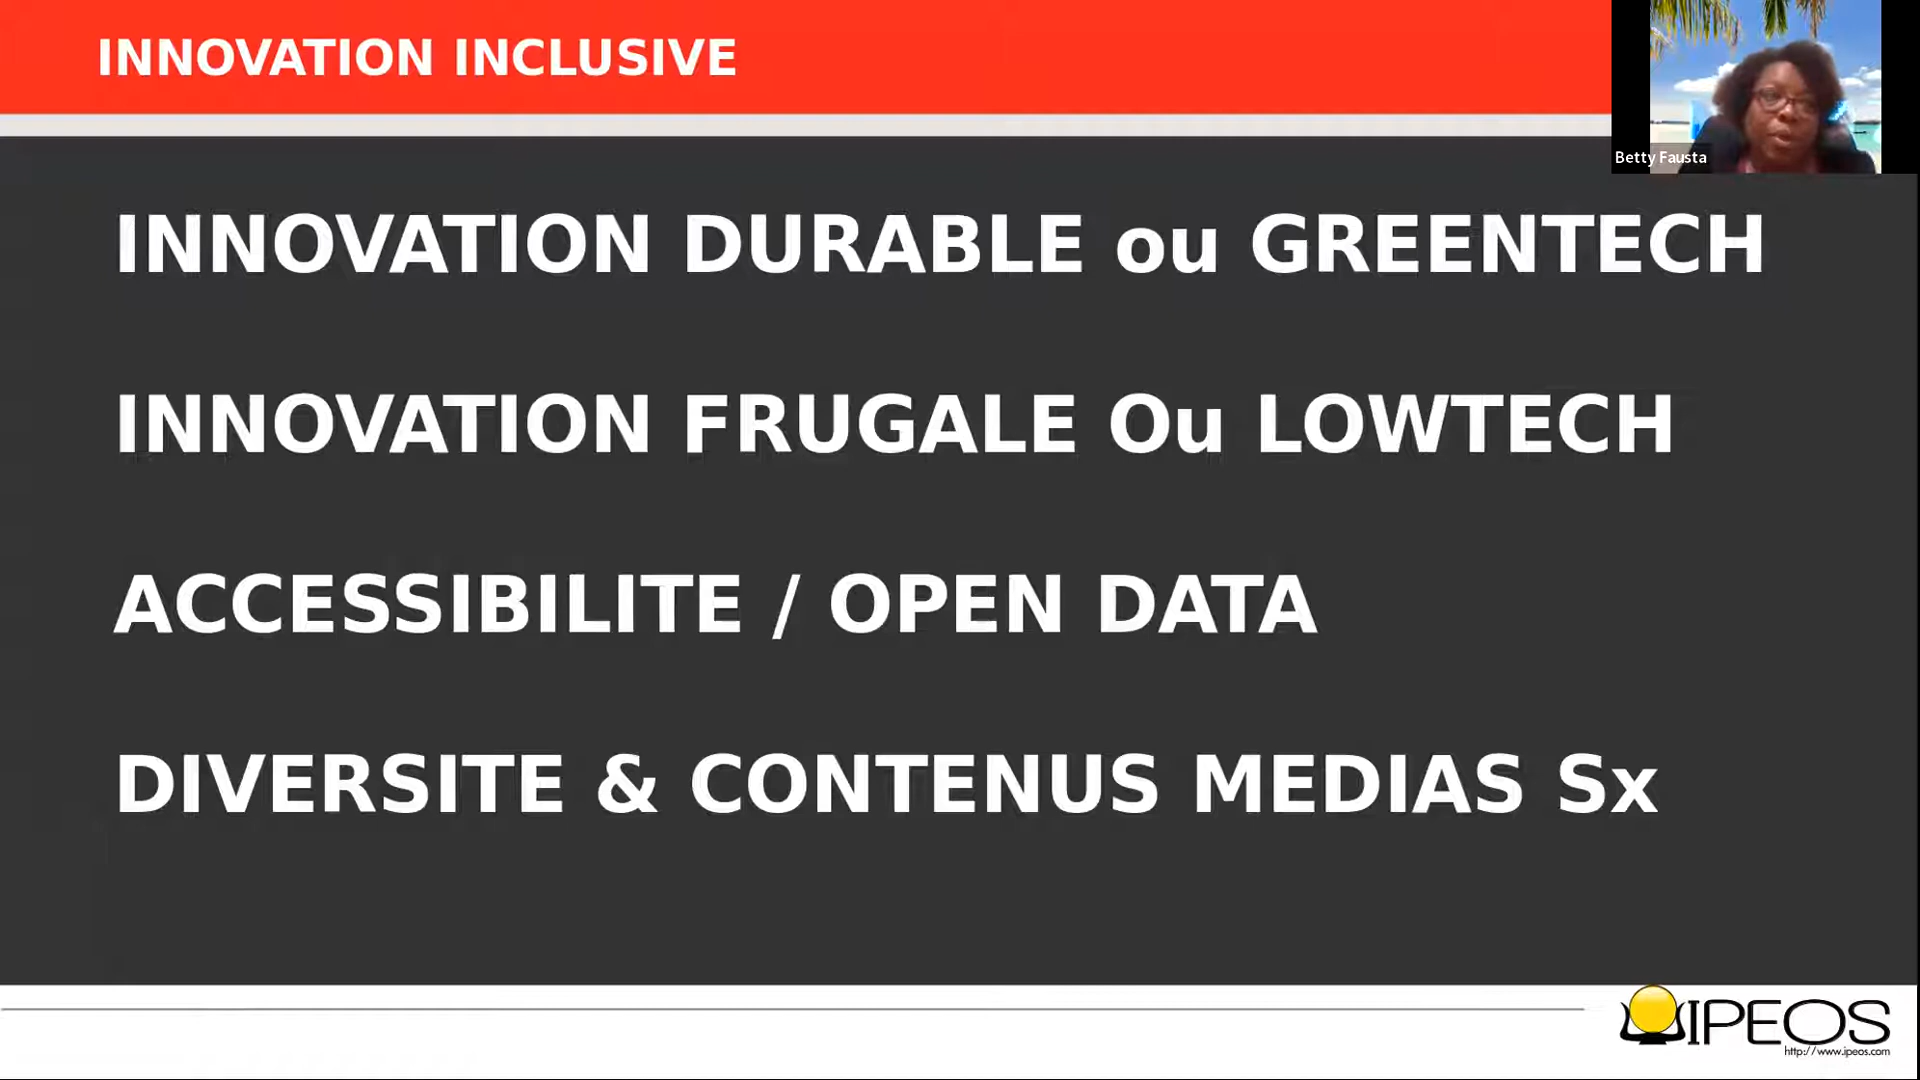 INNOVATION INCLUSIVE
Betty Fausta
INNOVATION DURABLE ou GREENTECH
INNOVATION FRUGALE Ou LOWTECH
ACCESSIBILITE / OPEN DATA
DIVERSITE & CONTENUS MEDIAS Sx
IPEOS
http://www.ipeos.com